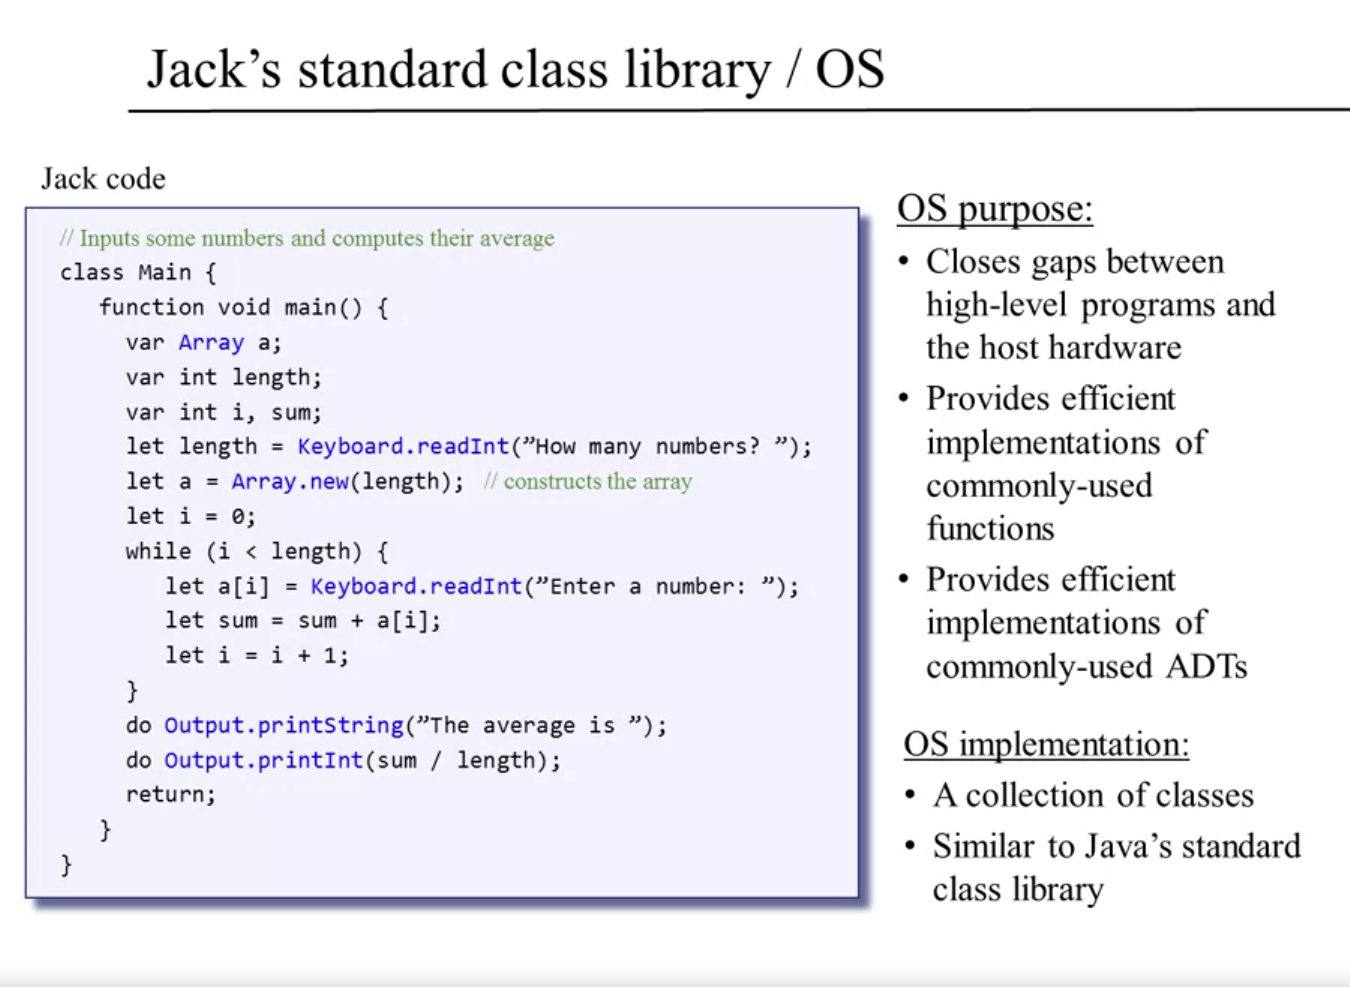 Jack’s standard class library / OS
Jack code
// Inputs some numbers and computes their average
class Main {
function void main() {
var Array a;
var int length;
var int i, sum;
let length = Keyboard.readInt(”How many numbers? ”);
let a = Array.new(length); // constructs the array
let i = 0;
while (i < length) {
let a[i] = Keyboard.readInt(”Enter a number: ”);
let sum = sum + a[i];
let i = i + 1;
}
do Output.printString(”The average is ”);
do Output.printInt(sum / length);
return;
}
}
OS purpose:
• Closes gaps between
high-level programs and
the host hardware
• Provides efficient
implementations of
commonly-used
functions
• Provides efficient
implementations of
commonly-used ADTs
OS implementation:
• A collection of classes
• Similar to Java’s standard
class library